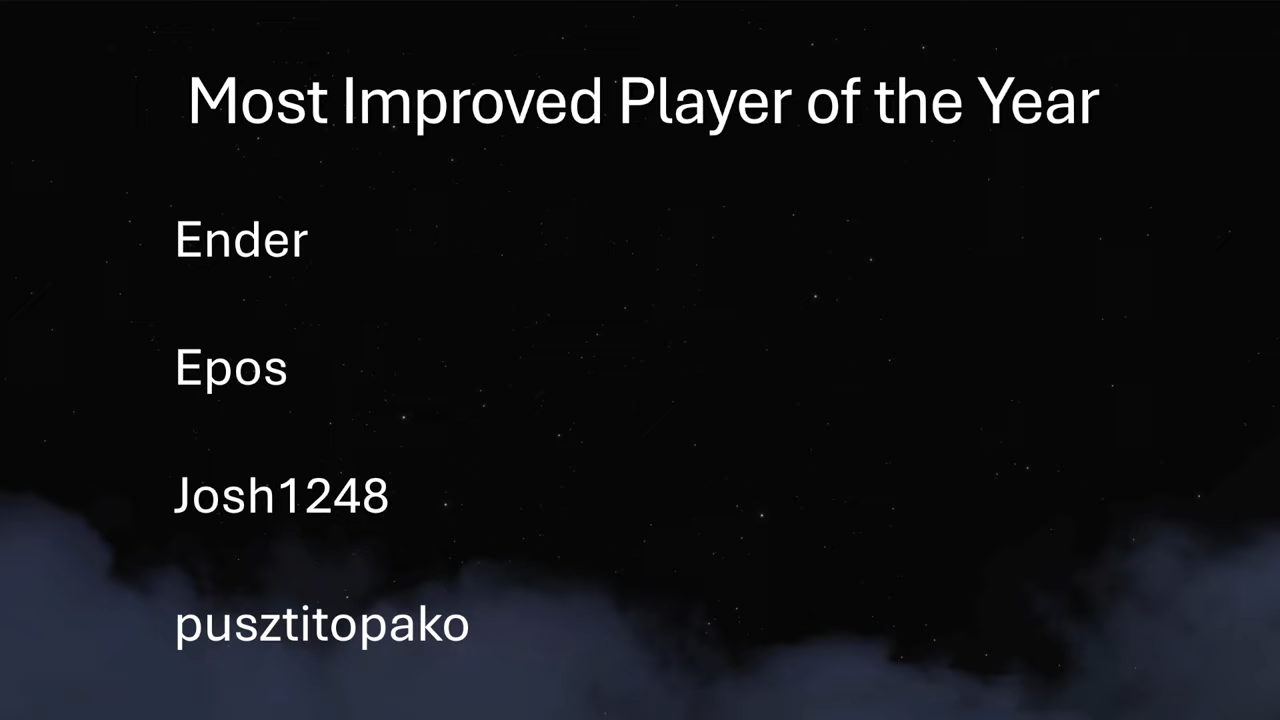 Most Improved Player of the Year
Ender
Epos
Josh1248
pusztitopako